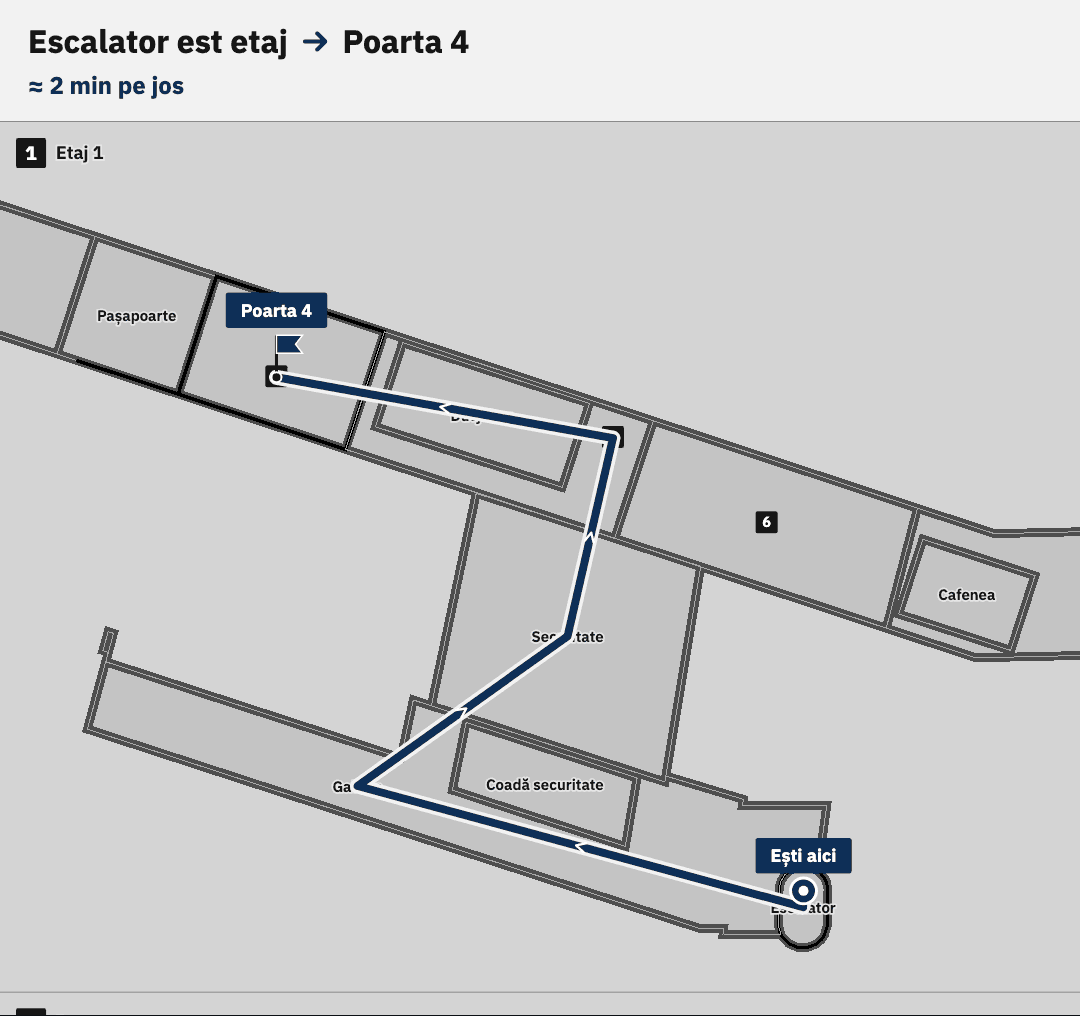 Escalator est etaj → Poarta 4
≈ 2 min pe jos
1 Etaj 1
Pașapoarte
Poarta 4
6
Cafenea
Coadă securitate
Ești aici